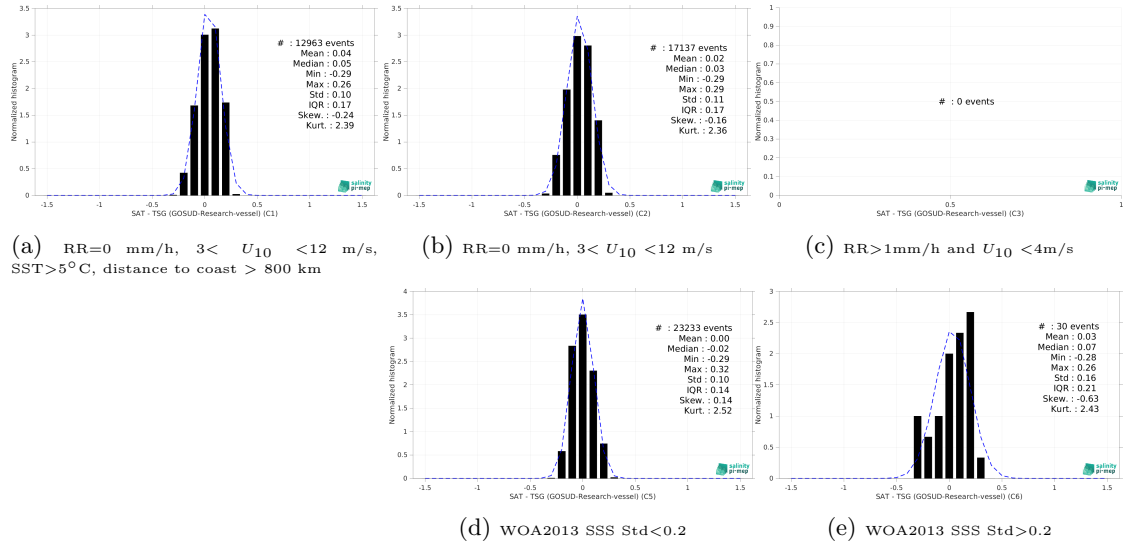 Normalized histogram
3.5
3
2.5
2
1.5
1
0.5
0
-1.5 -1 -0.5 0 0.5 1 1.5
# : 12963 events
Mean : 0.04
Median : 0.05
Min : -0.29
Max : 0.26
Std : 0.10
IQR : 0.17
Skew. : -0.24
Kurt. : 2.39
salinity
pi-mep
SAT - TSG (GOSUD-Research-vessel) (C1)
(a) RR=0 mm/h, 3< U10 <12 m/s,
SST>5°C, distance to coast > 800 km
Normalized histogram
3.5
3
2.5
2
1.5
1
0.5
0
-1.5 -1 -0.5 0 0.5 1 1.5
# : 17137 events
Mean : 0.02
Median : 0.03
Min : -0.29
Max : 0.29
Std : 0.11
IQR : 0.17
Skew. : -0.16
Kurt. : 2.36
salinity
pi-mep
SAT - TSG (GOSUD-Research-vessel) (C2)
(b) RR=0 mm/h, 3< U10 <12 m/s
Normalized histogram
1
0.9
0.8
0.7
0.6
0.5
0.4
0.3
0.2
0.1
0
0 0.5 1
# : 0 events
salinity
pi-mep
SAT - TSG (GOSUD-Research-vessel) (C3)
(c) RR>1mm/h and U10 <4m/s
Normalized histogram
4
3.5
3
2.5
2
1.5
1
0.5
0
-1.5 -1 -0.5 0 0.5 1 1.5
# : 23233 events
Mean : 0.00
Median : -0.02
Min : -0.29
Max : 0.32
Std : 0.10
IQR : 0.14
Skew. : 0.14
Kurt. : 2.52
salinity
pi-mep
SAT - TSG (GOSUD-Research-vessel) (C5)
(d) WOA2013 SSS Std<0.2
Normalized histogram
3
2.5
2
1.5
1
0.5
0
-1.5 -1 -0.5 0 0.5 1 1.5
# : 30 events
Mean : 0.03
Median : 0.07
Min : -0.28
Max : 0.26
Std : 0.16
IQR : 0.21
Skew. : -0.63
Kurt. : 2.43
salinity
pi-mep
SAT - TSG (GOSUD-Research-vessel) (C6)
(e) WOA2013 SSS Std>0.2